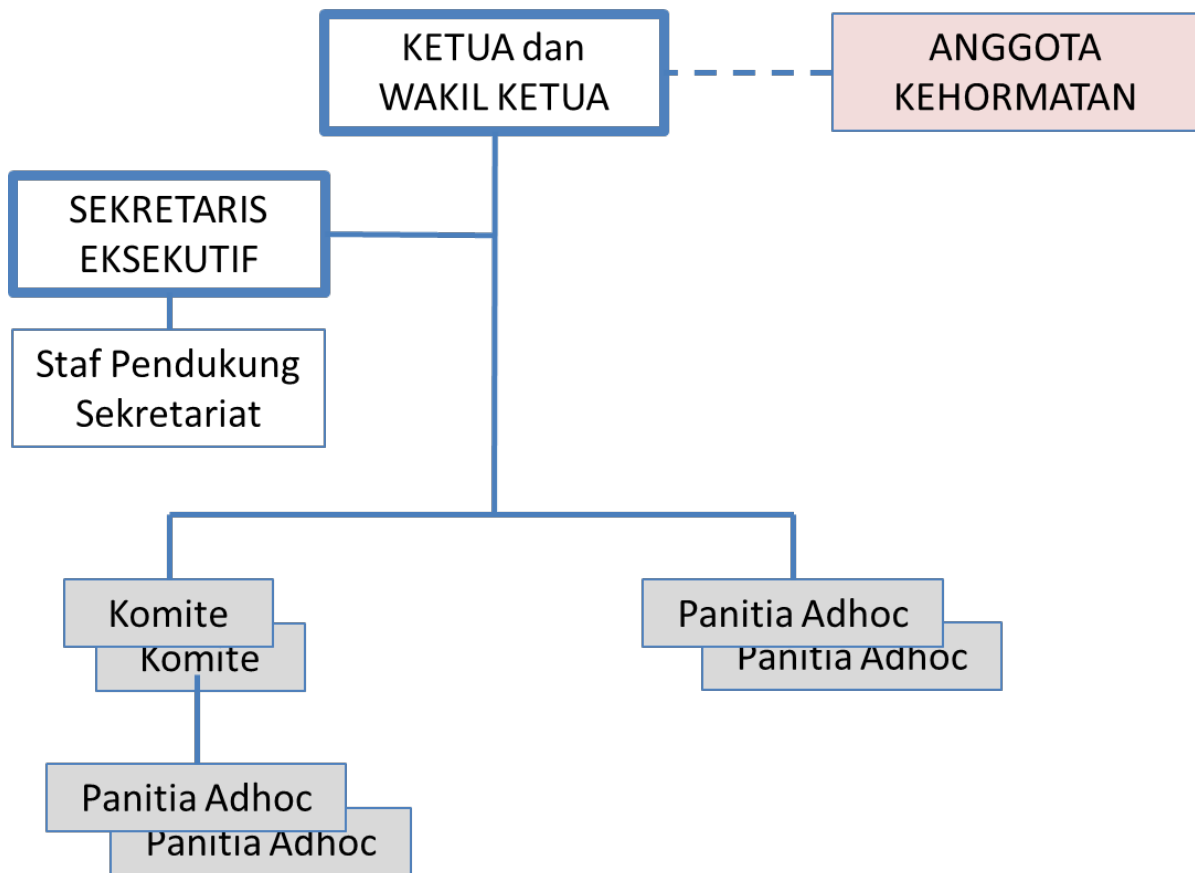 KETUA dan
WAKIL KETUA
ANGGOTA
KEHORMATAN
SEKRETARIS
EKSEKUTIF
Staf Pendukung
Sekretariat
Komite
Komite
Panitia Adhoc
Panitia Adhoc
Panitia Adhoc
Panitia Adhoc